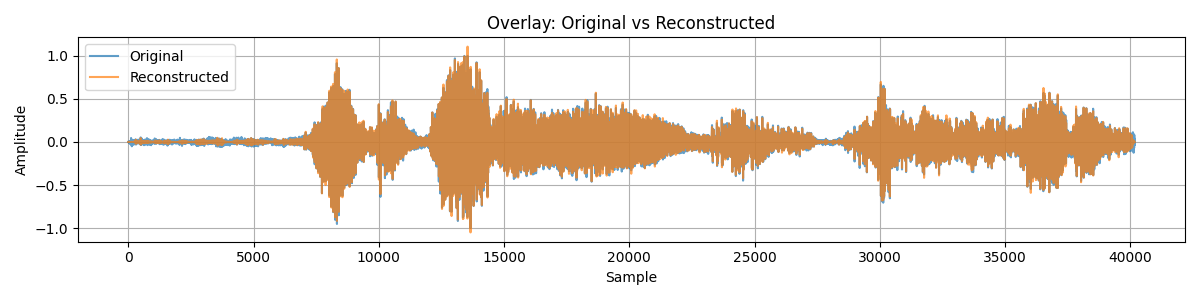 Overlay: Original vs Reconstructed
Original
Reconstructed
1.0
0.5
0.0
−0.5
−1.0
Amplitude
0 5000 10000 15000 20000 25000 30000 35000 40000
Sample